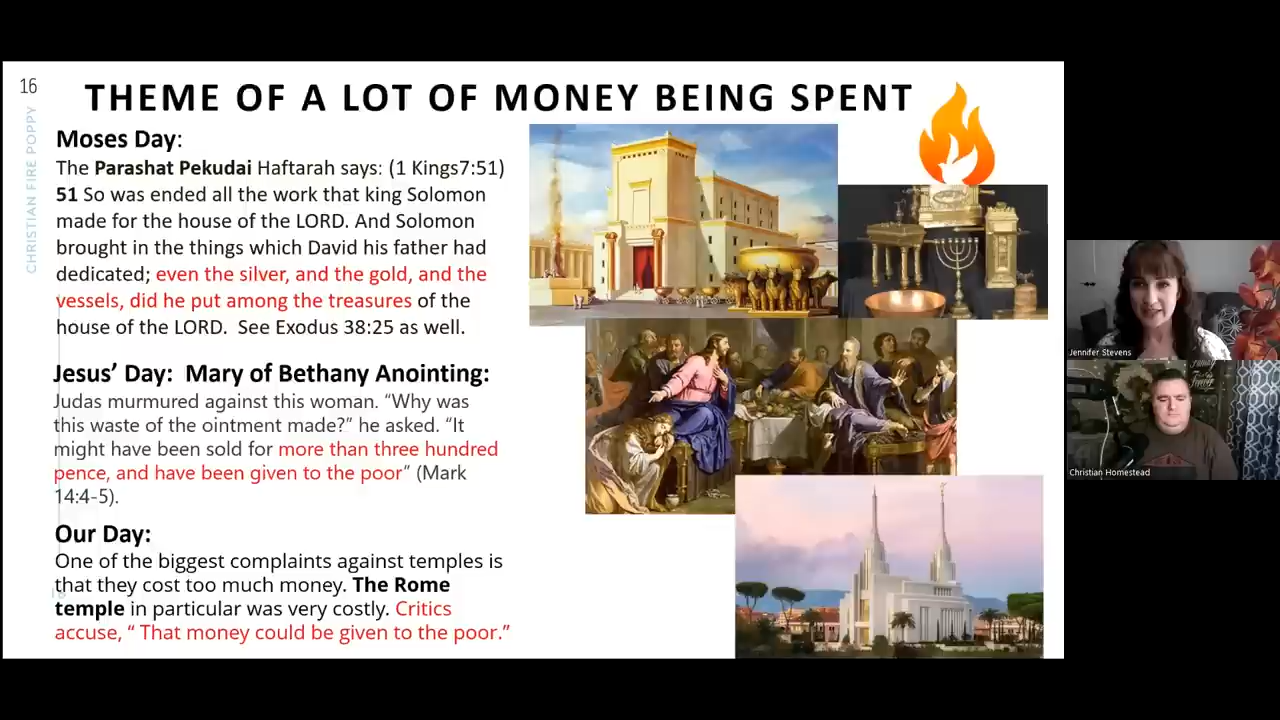 16
THEME OF A LOT OF MONEY BEING SPENT
CHRISTIAN FIRE POPPY
Moses Day:
The Parashat Pekudai Haftarah says: (1 Kings7:51)
51 So was ended all the work that king Solomon
made for the house of the LORD. And Solomon
brought in the things which David his father had
dedicated; even the silver, and the gold, and the
vessels, did he put among the treasures of the
house of the LORD. See Exodus 38:25 as well.
Jesus’ Day: Mary of Bethany Anointing:
Judas murmured against this woman. “Why was
this waste of the ointment made?” he asked. “It
might have been sold for more than three hundred
pence, and have been given to the poor” (Mark
14:4-5).
Our Day:
One of the biggest complaints against temples is
that they cost too much money. The Rome
temple in particular was very costly. Critics
accuse, “ That money could be given to the poor.”
Jennifer Stevens
Christian Homestead